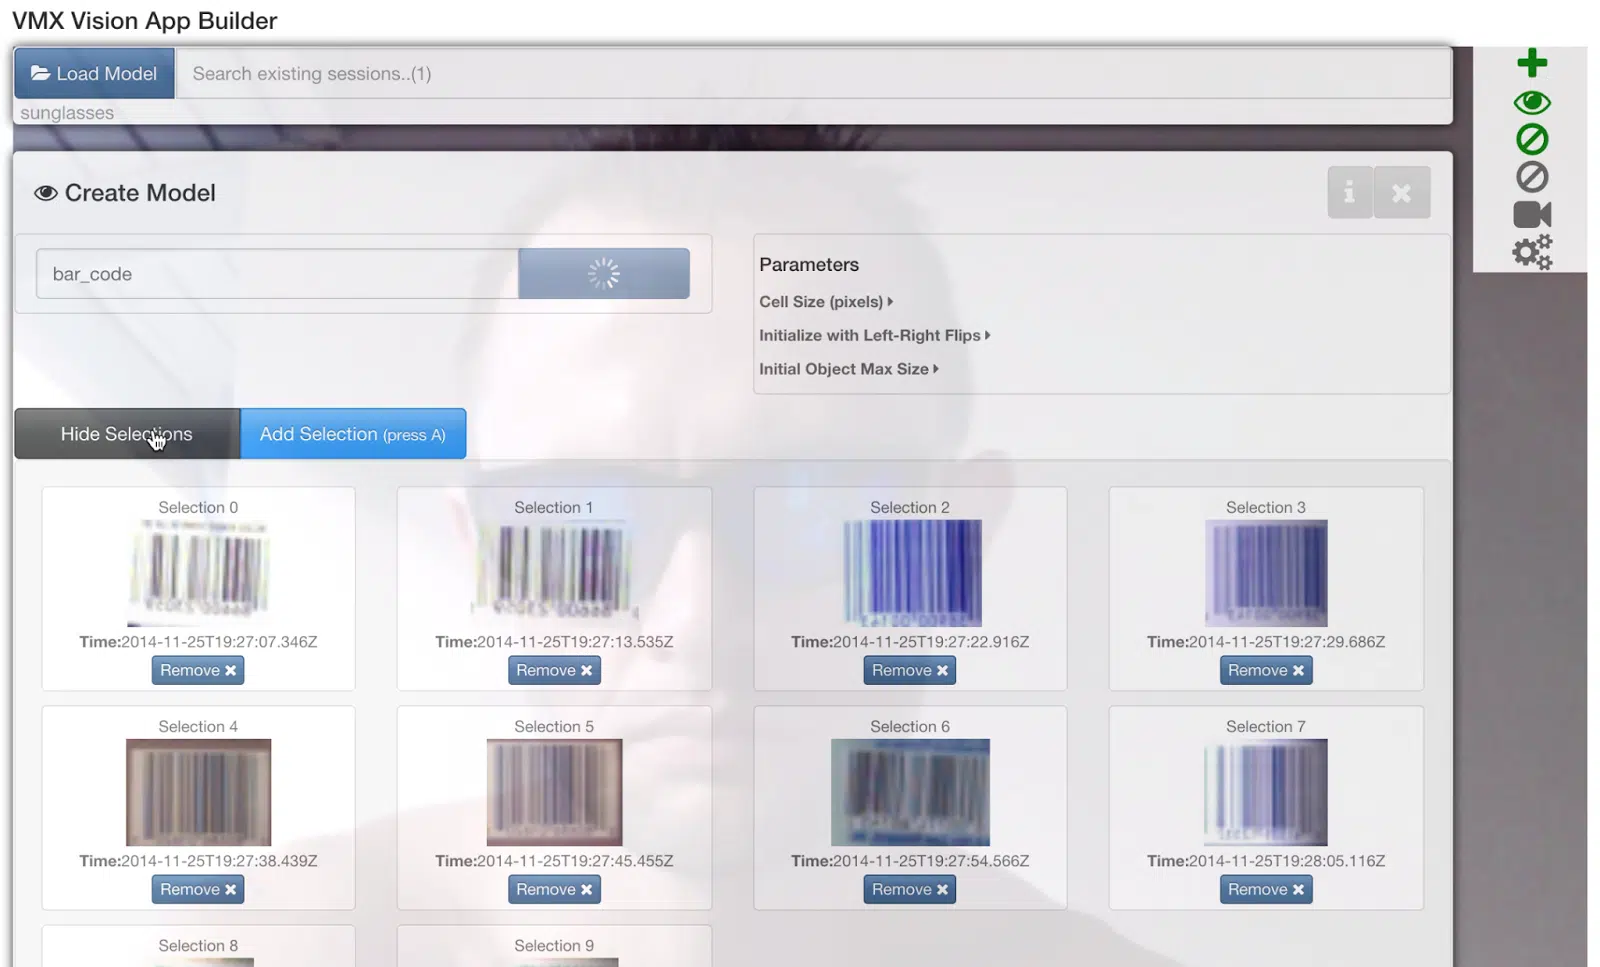 VMX Vision App Builder
Load Model Search existing sessions..(1)
sunglasses
Create Model
bar_code
Parameters
Cell Size (pixels)
Initialize with Left-Right Flips
Initial Object Max Size
Hide Selections Add Selection (press A)
Selection 0 Selection 1 Selection 2 Selection 3
Time:2014-11-25T19:27:07.346Z Time:2014-11-25T19:27:13.535Z Time:2014-11-25T19:27:22.916Z Time:2014-11-25T19:27:29.686Z
Remove Remove Remove Remove
Selection 4 Selection 5 Selection 6 Selection 7
Time:2014-11-25T19:27:38.439Z Time:2014-11-25T19:27:45.455Z Time:2014-11-25T19:27:54.566Z Time:2014-11-25T19:28:05.116Z
Remove Remove Remove Remove
Selection 8 Selection 9